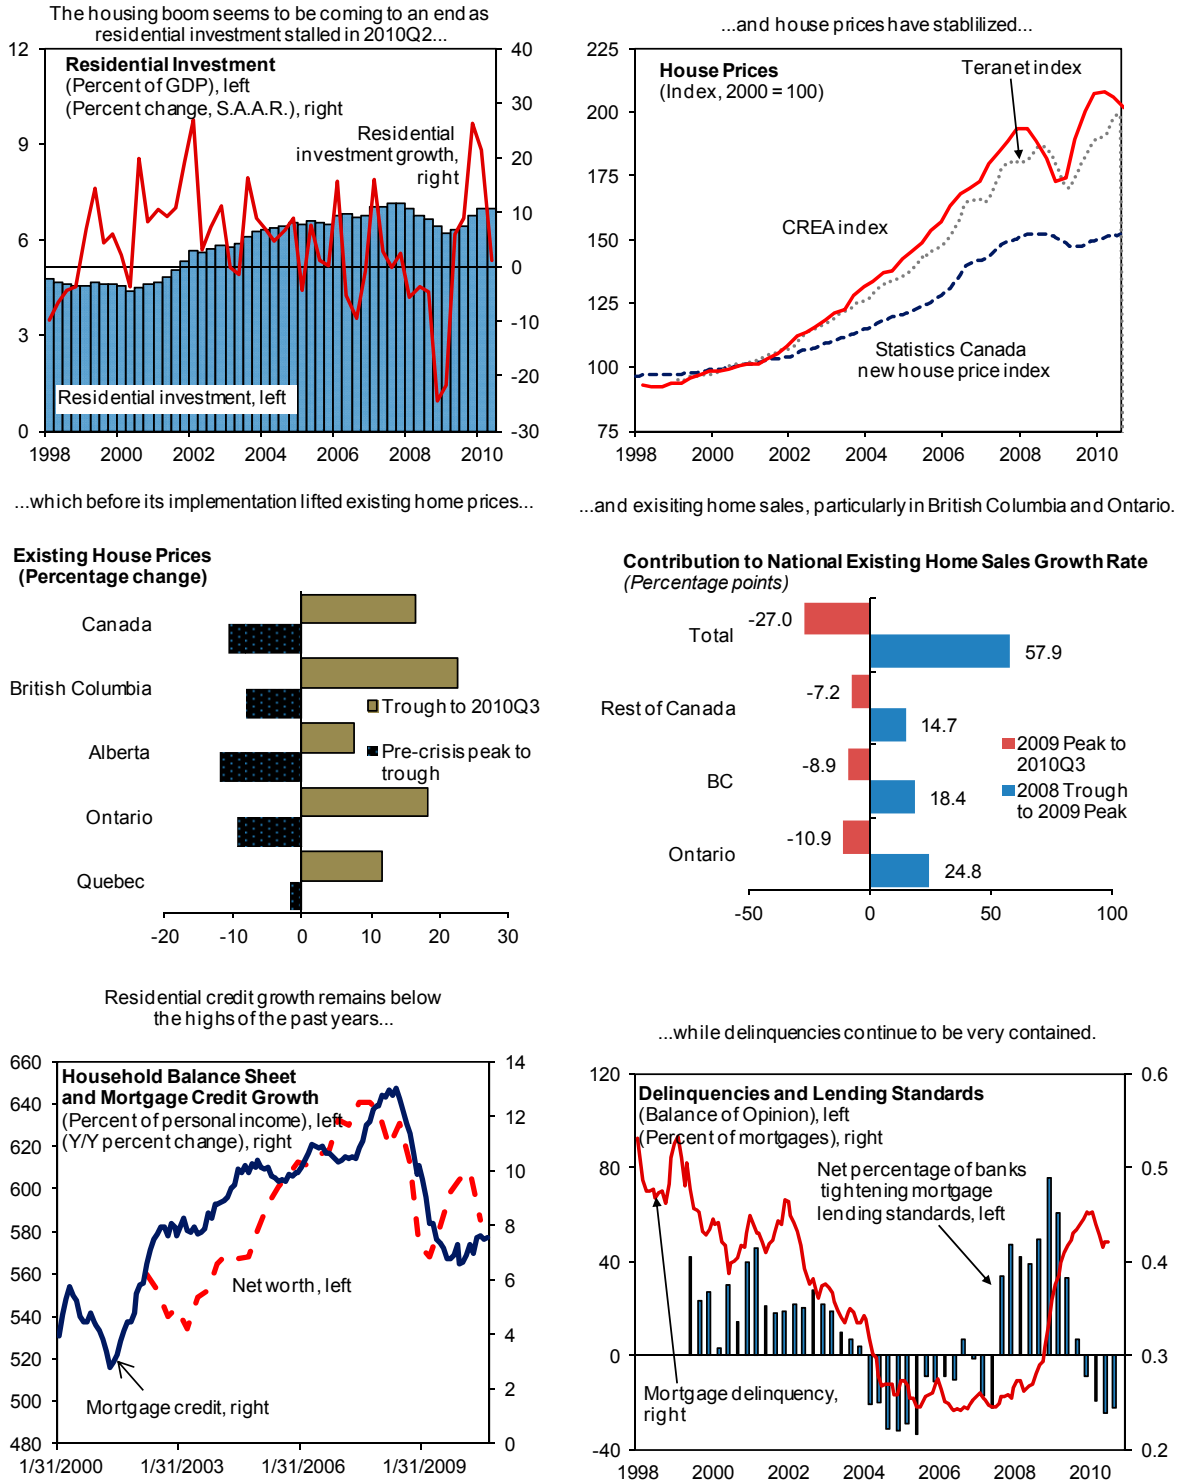 The housing boom seems to be coming to an end as
residential investment stalled in 2010Q2...
12
9
6
3
0
40
30
20
10
0
-10
-20
-30
Residential Investment
(Percent of GDP), left
(Percent change, S.A.A.R.), right
Residential
investment growth,
right
Residential investment, left
1998 2000 2002 2004 2006 2008 2010
...and house prices have stablilized...
225
200
175
150
125
100
75
House Prices
(Index, 2000 = 100)
Teranet index
CREA index
Statistics Canada
new house price index
1998 2000 2002 2004 2006 2008 2010
...which before its implementation lifted existing home prices...
Existing House Prices
(Percentage change)
Canada
British Columbia
Alberta
Ontario
Quebec
Trough to 2010Q3
Pre-crisis peak to
trough
-20 -10 0 10 20 30
...and exisiting home sales, particularly in British Columbia and Ontario.
Contribution to National Existing Home Sales Growth Rate
(Percentage points)
Total
-27.0
57.9
Rest of Canada
-7.2
14.7
BC
-8.9
18.4
Ontario
-10.9
24.8
2009 Peak to
2010Q3
2008 Trough
to 2009 Peak
-50 0 50 100
Residential credit growth remains below
the highs of the past years...
660
640
620
600
580
560
540
520
500
480
14
12
10
8
6
4
2
0
Household Balance Sheet
and Mortgage Credit Growth
(Percent of personal income), left
(Y/Y percent change), right
Net worth, left
Mortgage credit, right
1/31/2000 1/31/2003 1/31/2006 1/31/2009
...while delinquencies continue to be very contained.
120
80
40
0
-40
0.6
0.5
0.4
0.3
0.2
Delinquencies and Lending Standards
(Balance of Opinion), left
(Percent of mortgages), right
Net percentage of banks
tightening mortgage
lending standards, left
Mortgage delinquency,
right
1998 2000 2002 2004 2006 2008 2010